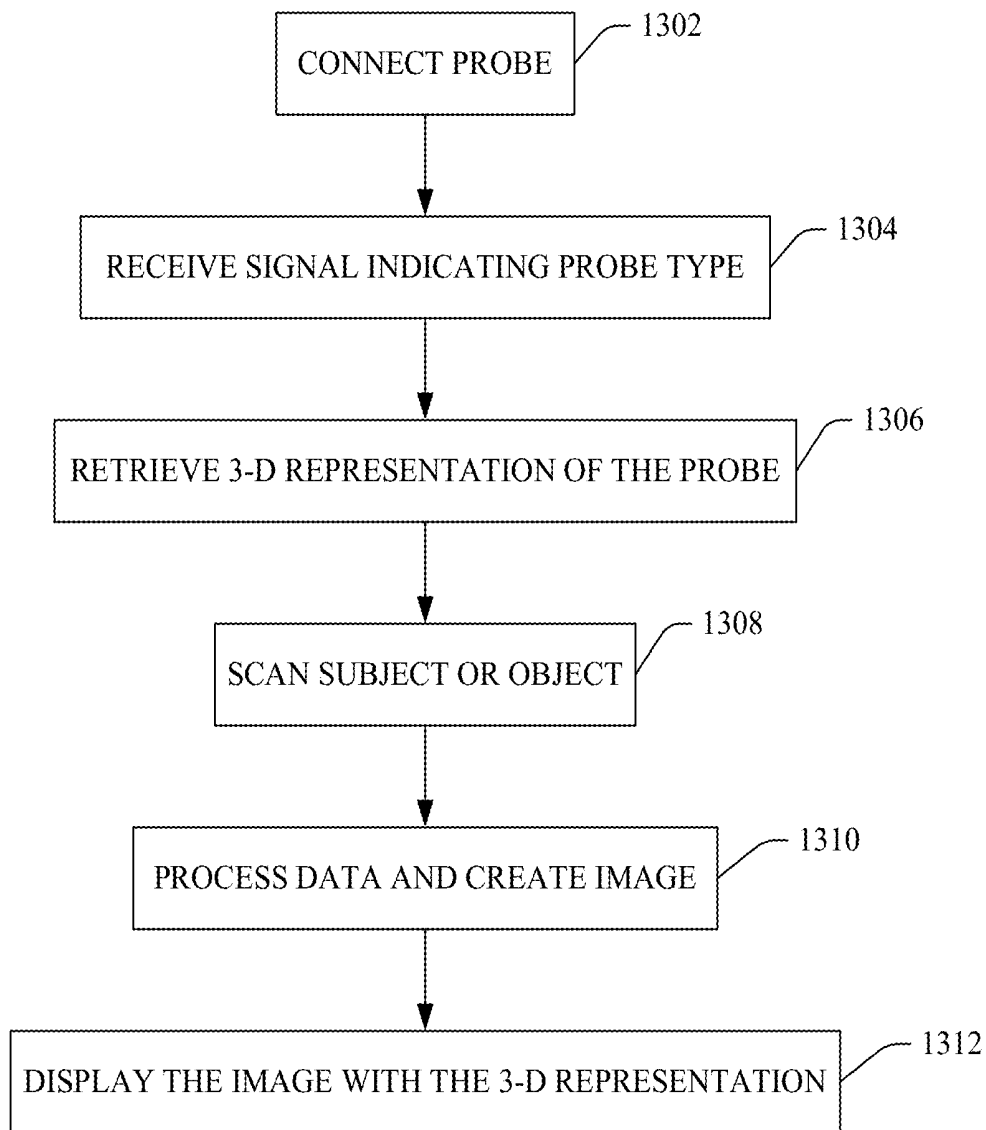 1302
CONNECT PROBE
1304
RECEIVE SIGNAL INDICATING PROBE TYPE
1306
RETRIEVE 3-D REPRESENTATION OF THE PROBE
1308
SCAN SUBJECT OR OBJECT
1310
PROCESS DATA AND CREATE IMAGE
1312
DISPLAY THE IMAGE WITH THE 3-D REPRESENTATION